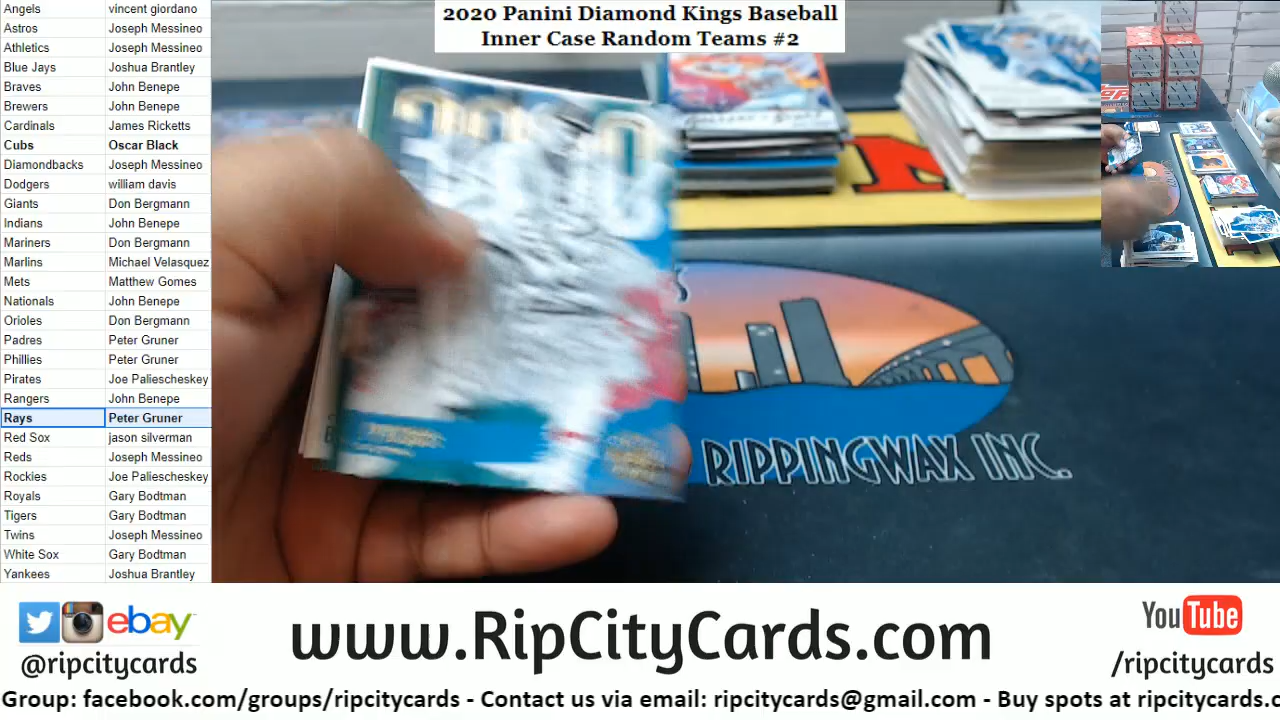 2020 Panini Diamond Kings Baseball
Inner Case Random Teams #2
Angels vincent giordano
Astros Joseph Messineo
Athletics Joseph Messineo
Blue Jays Joshua Brantley
Braves John Benepe
Brewers John Benepe
Cardinals James Ricketts
Cubs Oscar Black
Diamondbacks Joseph Messineo
Dodgers william davis
Giants Don Bergmann
Indians John Benepe
Mariners Don Bergmann
Marlins Michael Velasquez
Mets Matthew Gomes
Nationals John Benepe
Orioles Don Bergmann
Padres Peter Gruner
Phillies Peter Gruner
Pirates Joe Paliescheskey
Rangers John Benepe
Rays Peter Gruner
Red Sox jason silverman
Reds Joseph Messineo
Rockies Joe Paliescheskey
Royals Gary Bodtman
Tigers Gary Bodtman
Twins Joseph Messineo
White Sox Gary Bodtman
Yankees Joshua Brantley
RIPPINGWAX INC.
ebay
@ripcitycards
www.RipCityCards.com
YouTube
/ripcitycards
Group: facebook.com/groups/ripcitycards - Contact us via email: ripcitycards@gmail.com - Buy spots at ripcitycards.c